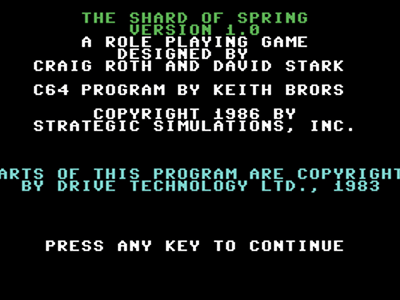 THE SHARD OF SPRING
VERSION 1.0
A ROLE PLAYING GAME
DESIGNED BY
CRAIG ROTH AND DAVID STARK
C64 PROGRAM BY KEITH BRORS
COPYRIGHT 1986 BY
STRATEGIC SIMULATIONS, INC.
ARTS OF THIS PROGRAM ARE COPYRIGHT
BY DRIVE TECHNOLOGY LTD., 1983
PRESS ANY KEY TO CONTINUE